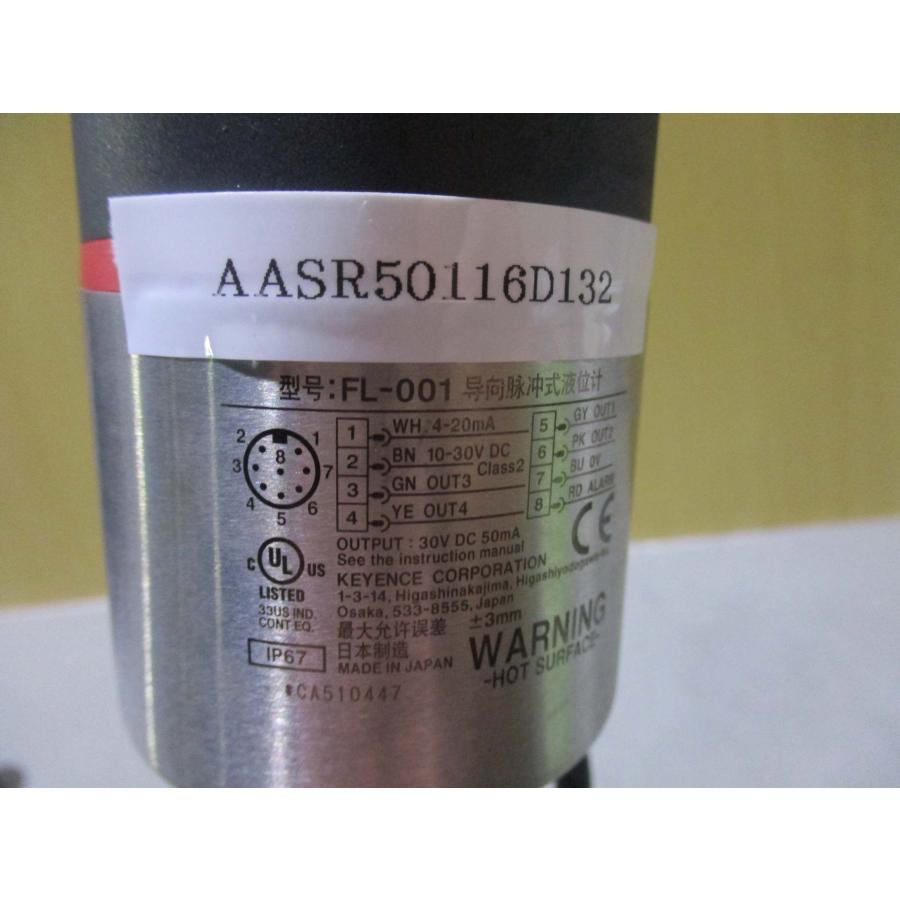 AASR50116D132
型号:FL-001 导向脉冲式液位计
2 1
3 8 7
4 6
5
1 WH 4-20mA 5 GY OUT1
2 BN 10-30V DC Class2 6 PK OUT2
3 GN OUT3 7 BU 0V
4 YE OUT4 8 RD ALARM
OUTPUT : 30V DC 50mA
See the instruction manual
CE
C UL US
LISTED
33US IND.
CONT.EQ.
KEYENCE CORPORATION
1-3-14, Higashinakajima, Higashiyodogawa-ku,
Osaka, 533-8555, Japan
最大允许误差 ±3mm
日本制造
MADE IN JAPAN
WARNING
-HOT SURFACE-
IP67
*CA510447